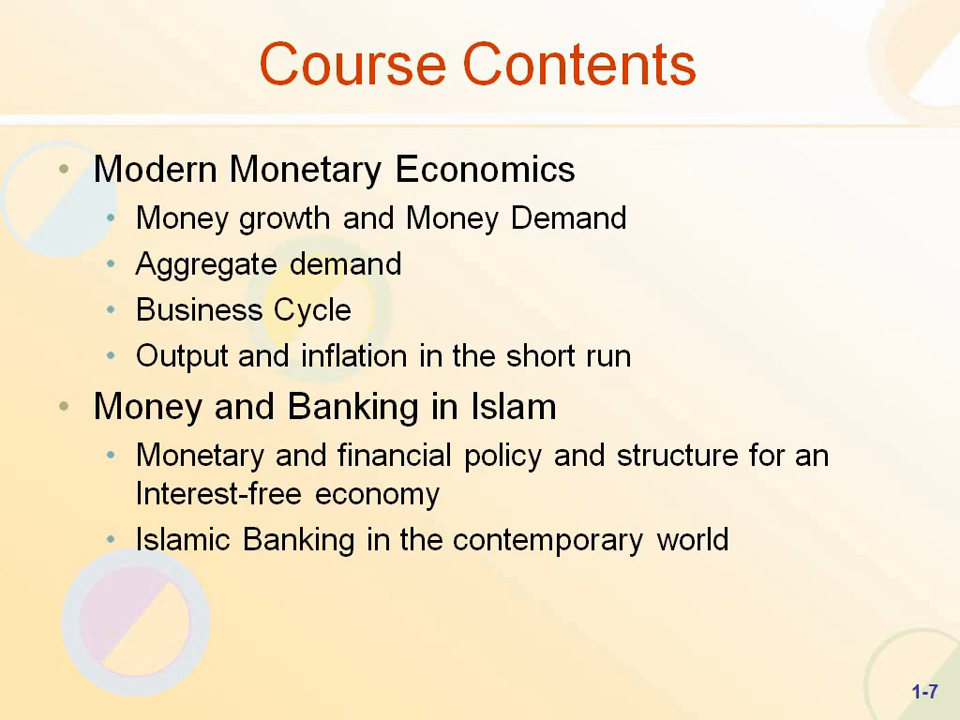 Course Contents
• Modern Monetary Economics
• Money growth and Money Demand
• Aggregate demand
• Business Cycle
• Output and inflation in the short run
• Money and Banking in Islam
• Monetary and financial policy and structure for an
Interest-free economy
• Islamic Banking in the contemporary world
1-7